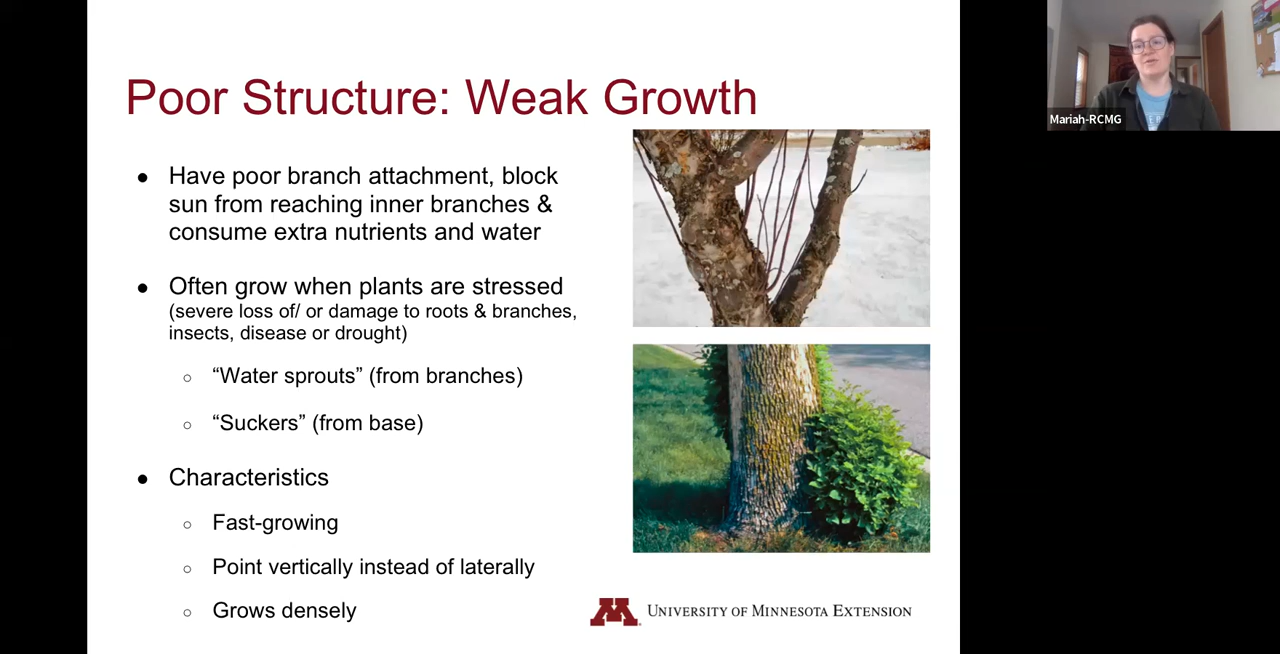 Poor Structure: Weak Growth
● Have poor branch attachment, block
sun from reaching inner branches &
consume extra nutrients and water
● Often grow when plants are stressed
(severe loss of/ or damage to roots & branches,
insects, disease or drought)
○ “Water sprouts” (from branches)
○ “Suckers” (from base)
● Characteristics
○ Fast-growing
○ Point vertically instead of laterally
○ Grows densely
M
UNIVERSITY OF MINNESOTA EXTENSION
Mariah-RCMG